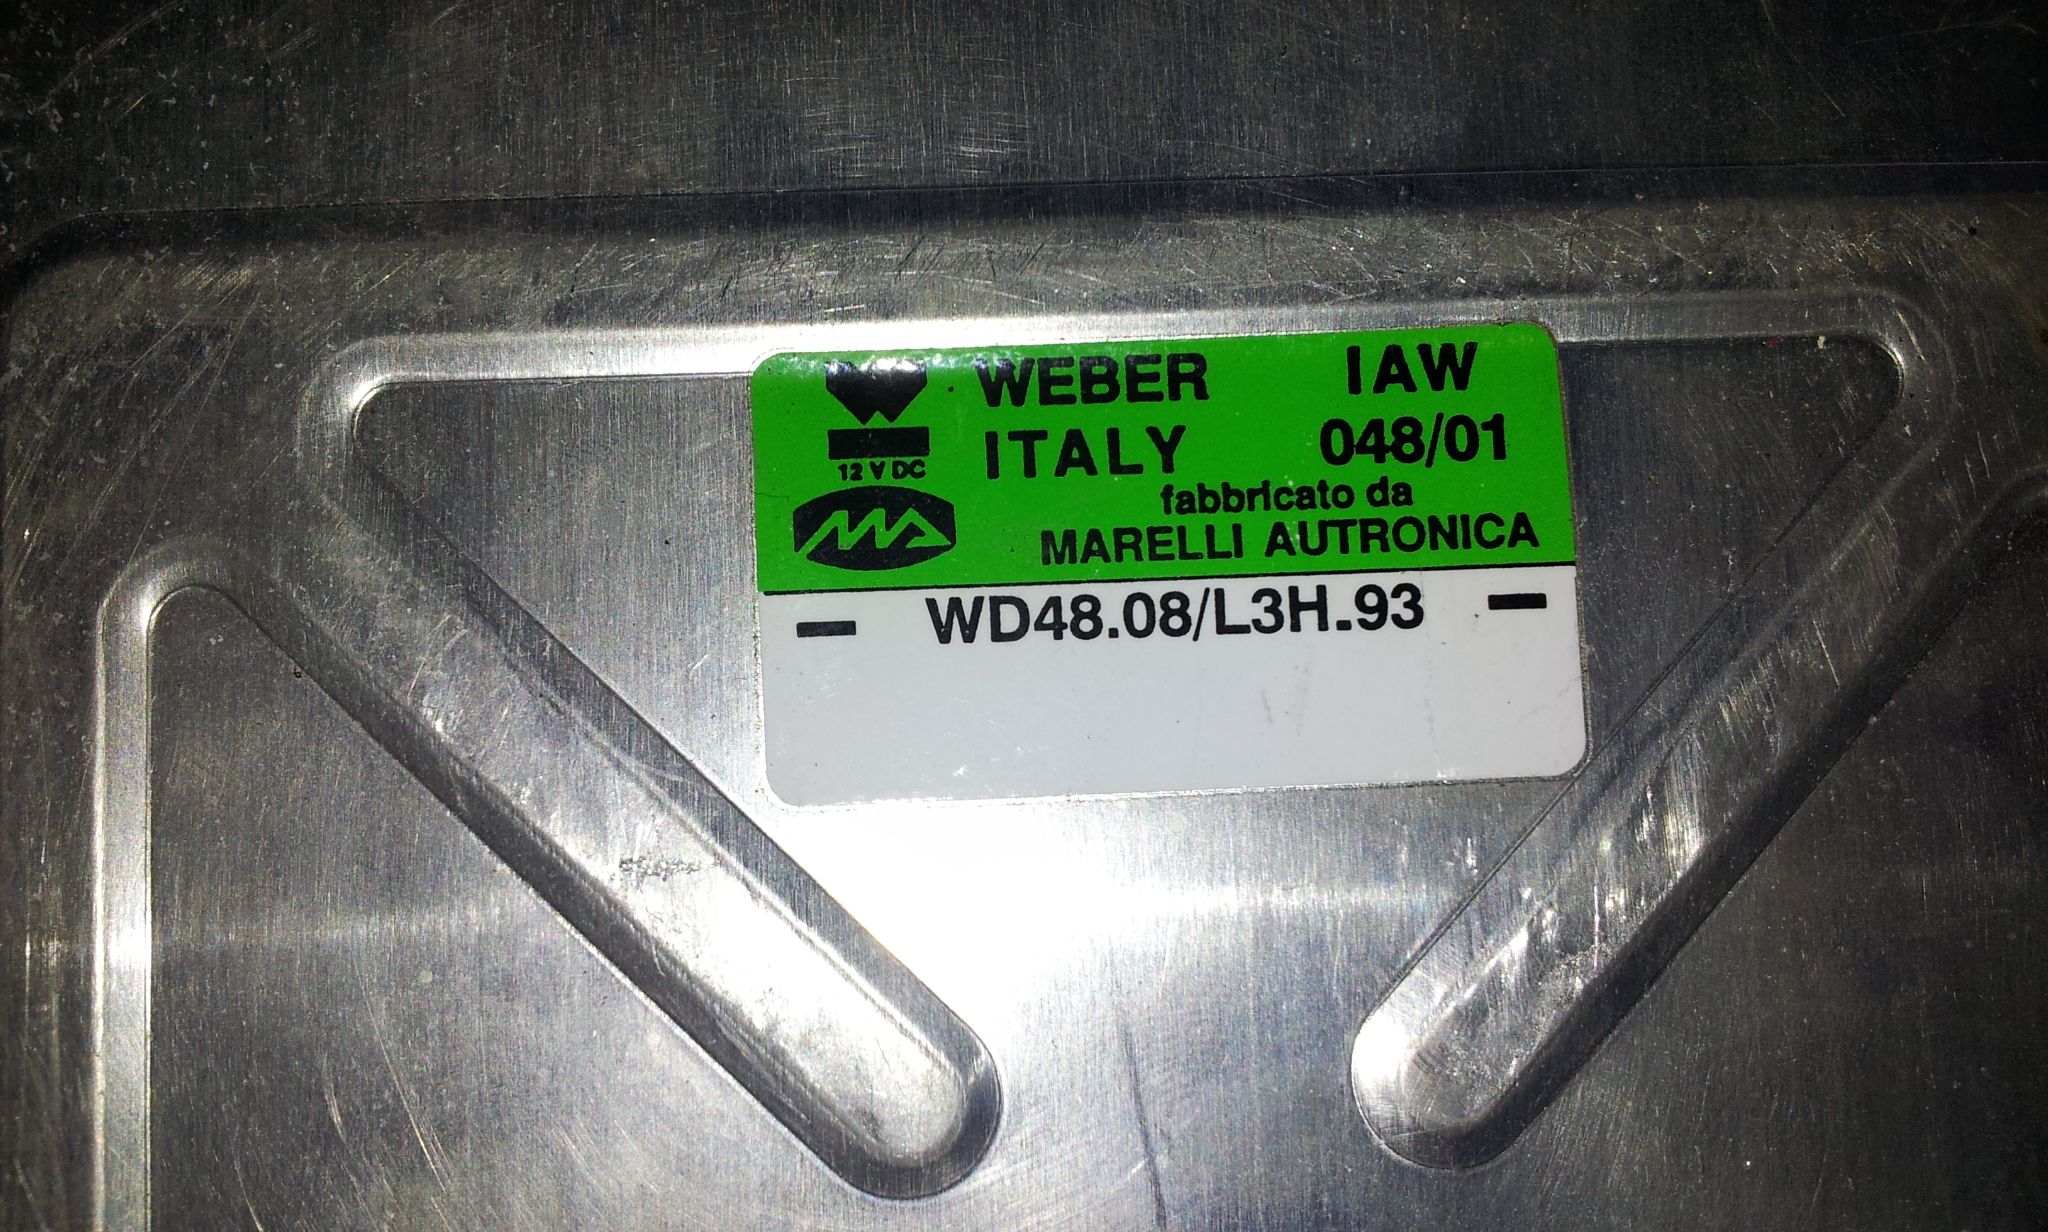 WEBER IAW
ITALY 048/01
12 V DC
fabbricato da
MARELLI AUTRONICA
- WD48.08/L3H.93 -